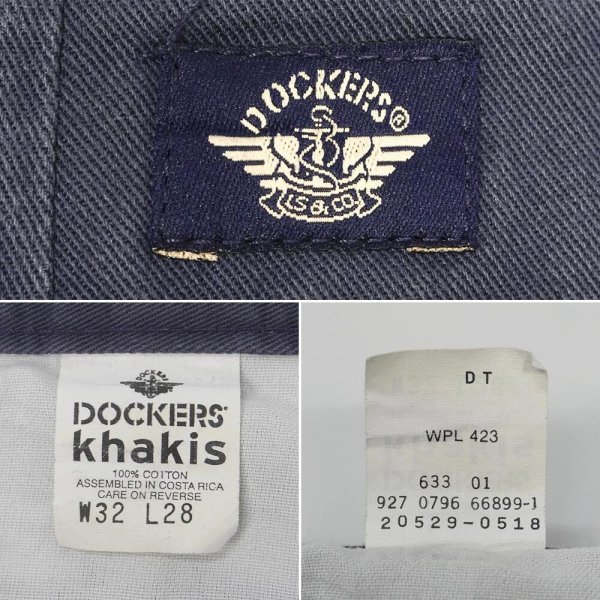 DOCKERS®
LS & CO.
DOCKERS
DOCKERS®
khakis
100% COTTON
ASSEMBLED IN COSTA RICA
CARE ON REVERSE
W32 L28
DT
WPL 423
633 01
927 0796 66899-1
20529-0518